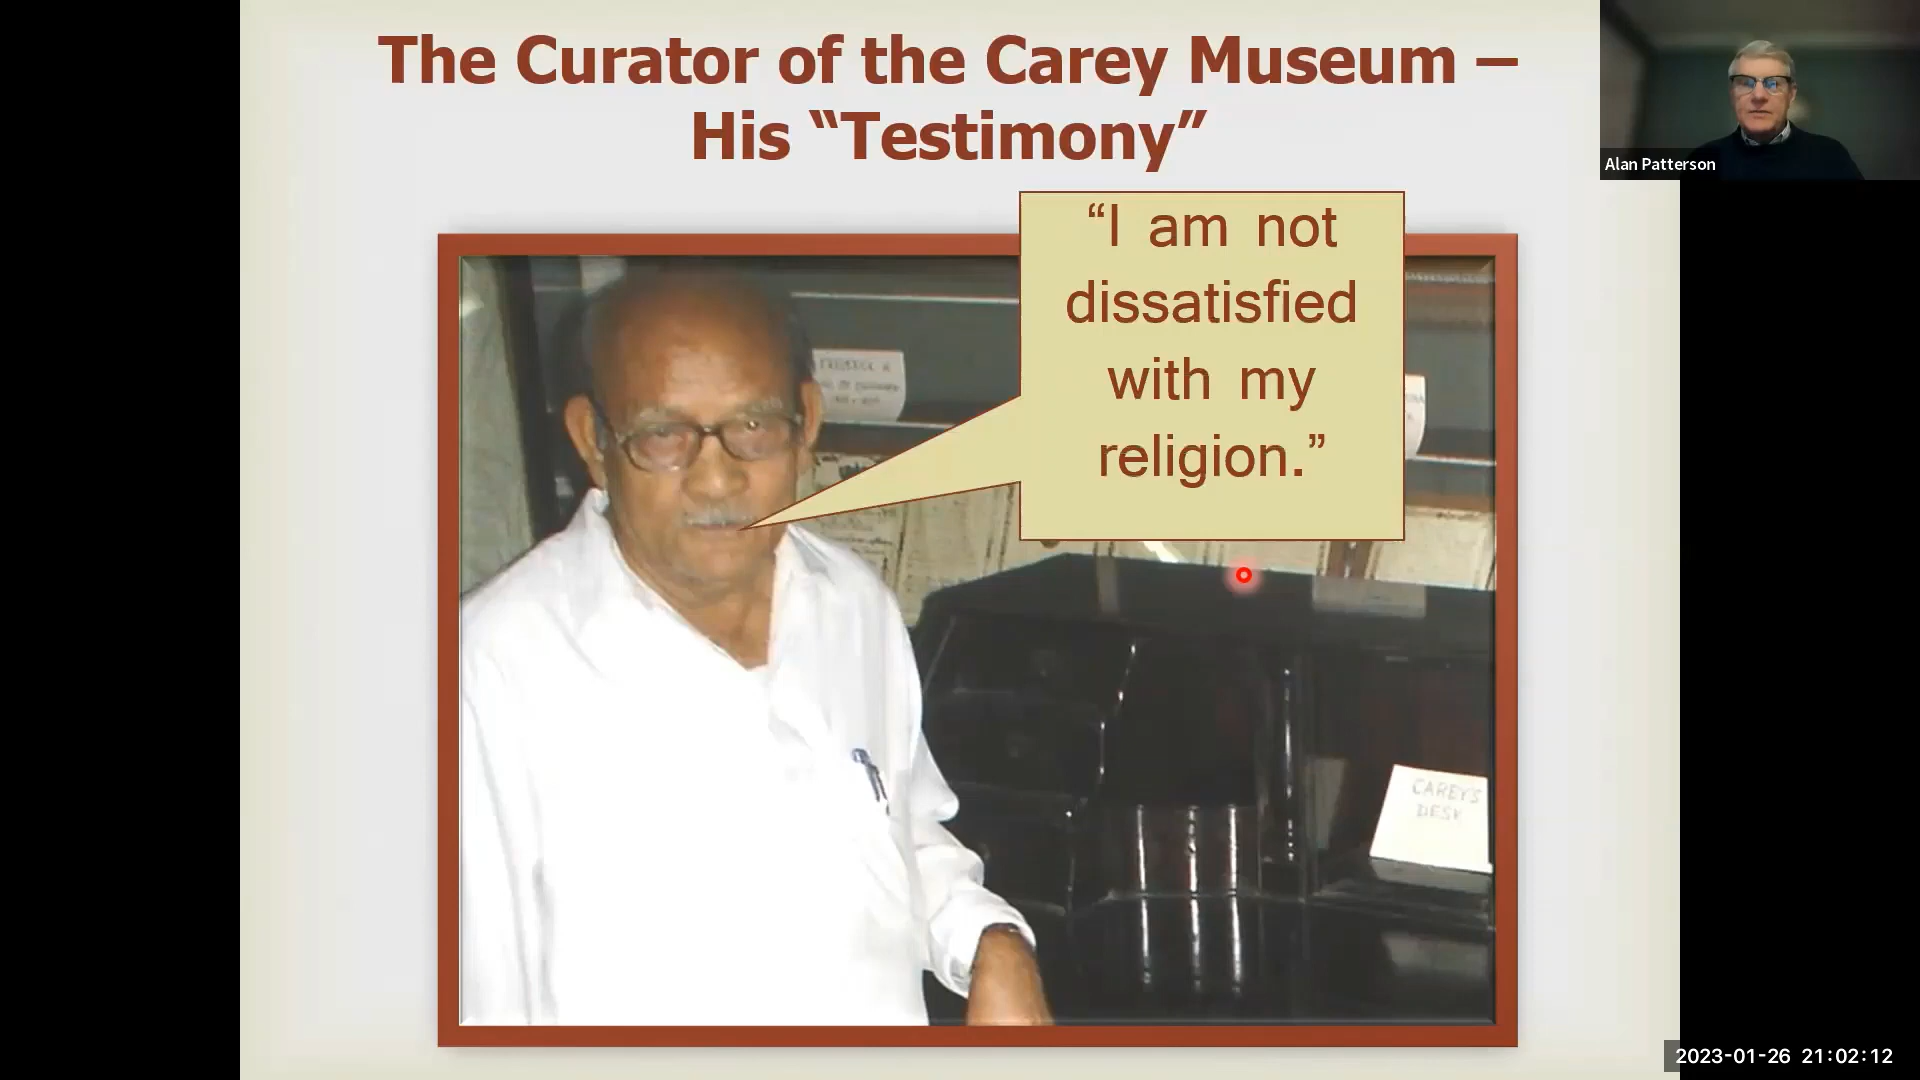 The Curator of the Carey Museum –
His “Testimony”
Alan Patterson
“I am not
dissatisfied
with my
religion.”
CAREY'S
DESK
2023-01-26 21:02:12